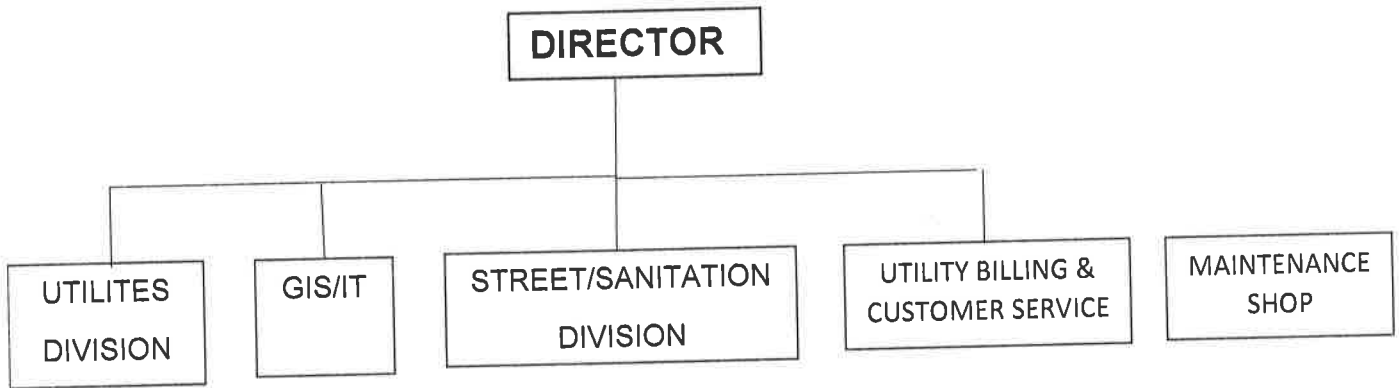 DIRECTOR
UTILITES
DIVISION
GIS/IT
STREET/SANITATION
DIVISION
UTILITY BILLING &
CUSTOMER SERVICE
MAINTENANCE
SHOP